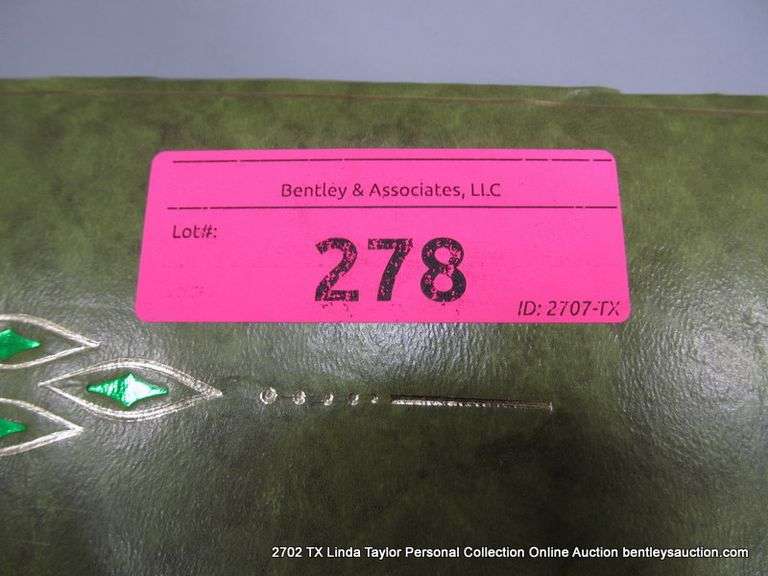 Bentley & Associates, LLC
Lot#:
278
ID: 2707-TX
2702 TX Linda Taylor Personal Collection Online Auction bentleysauction.com